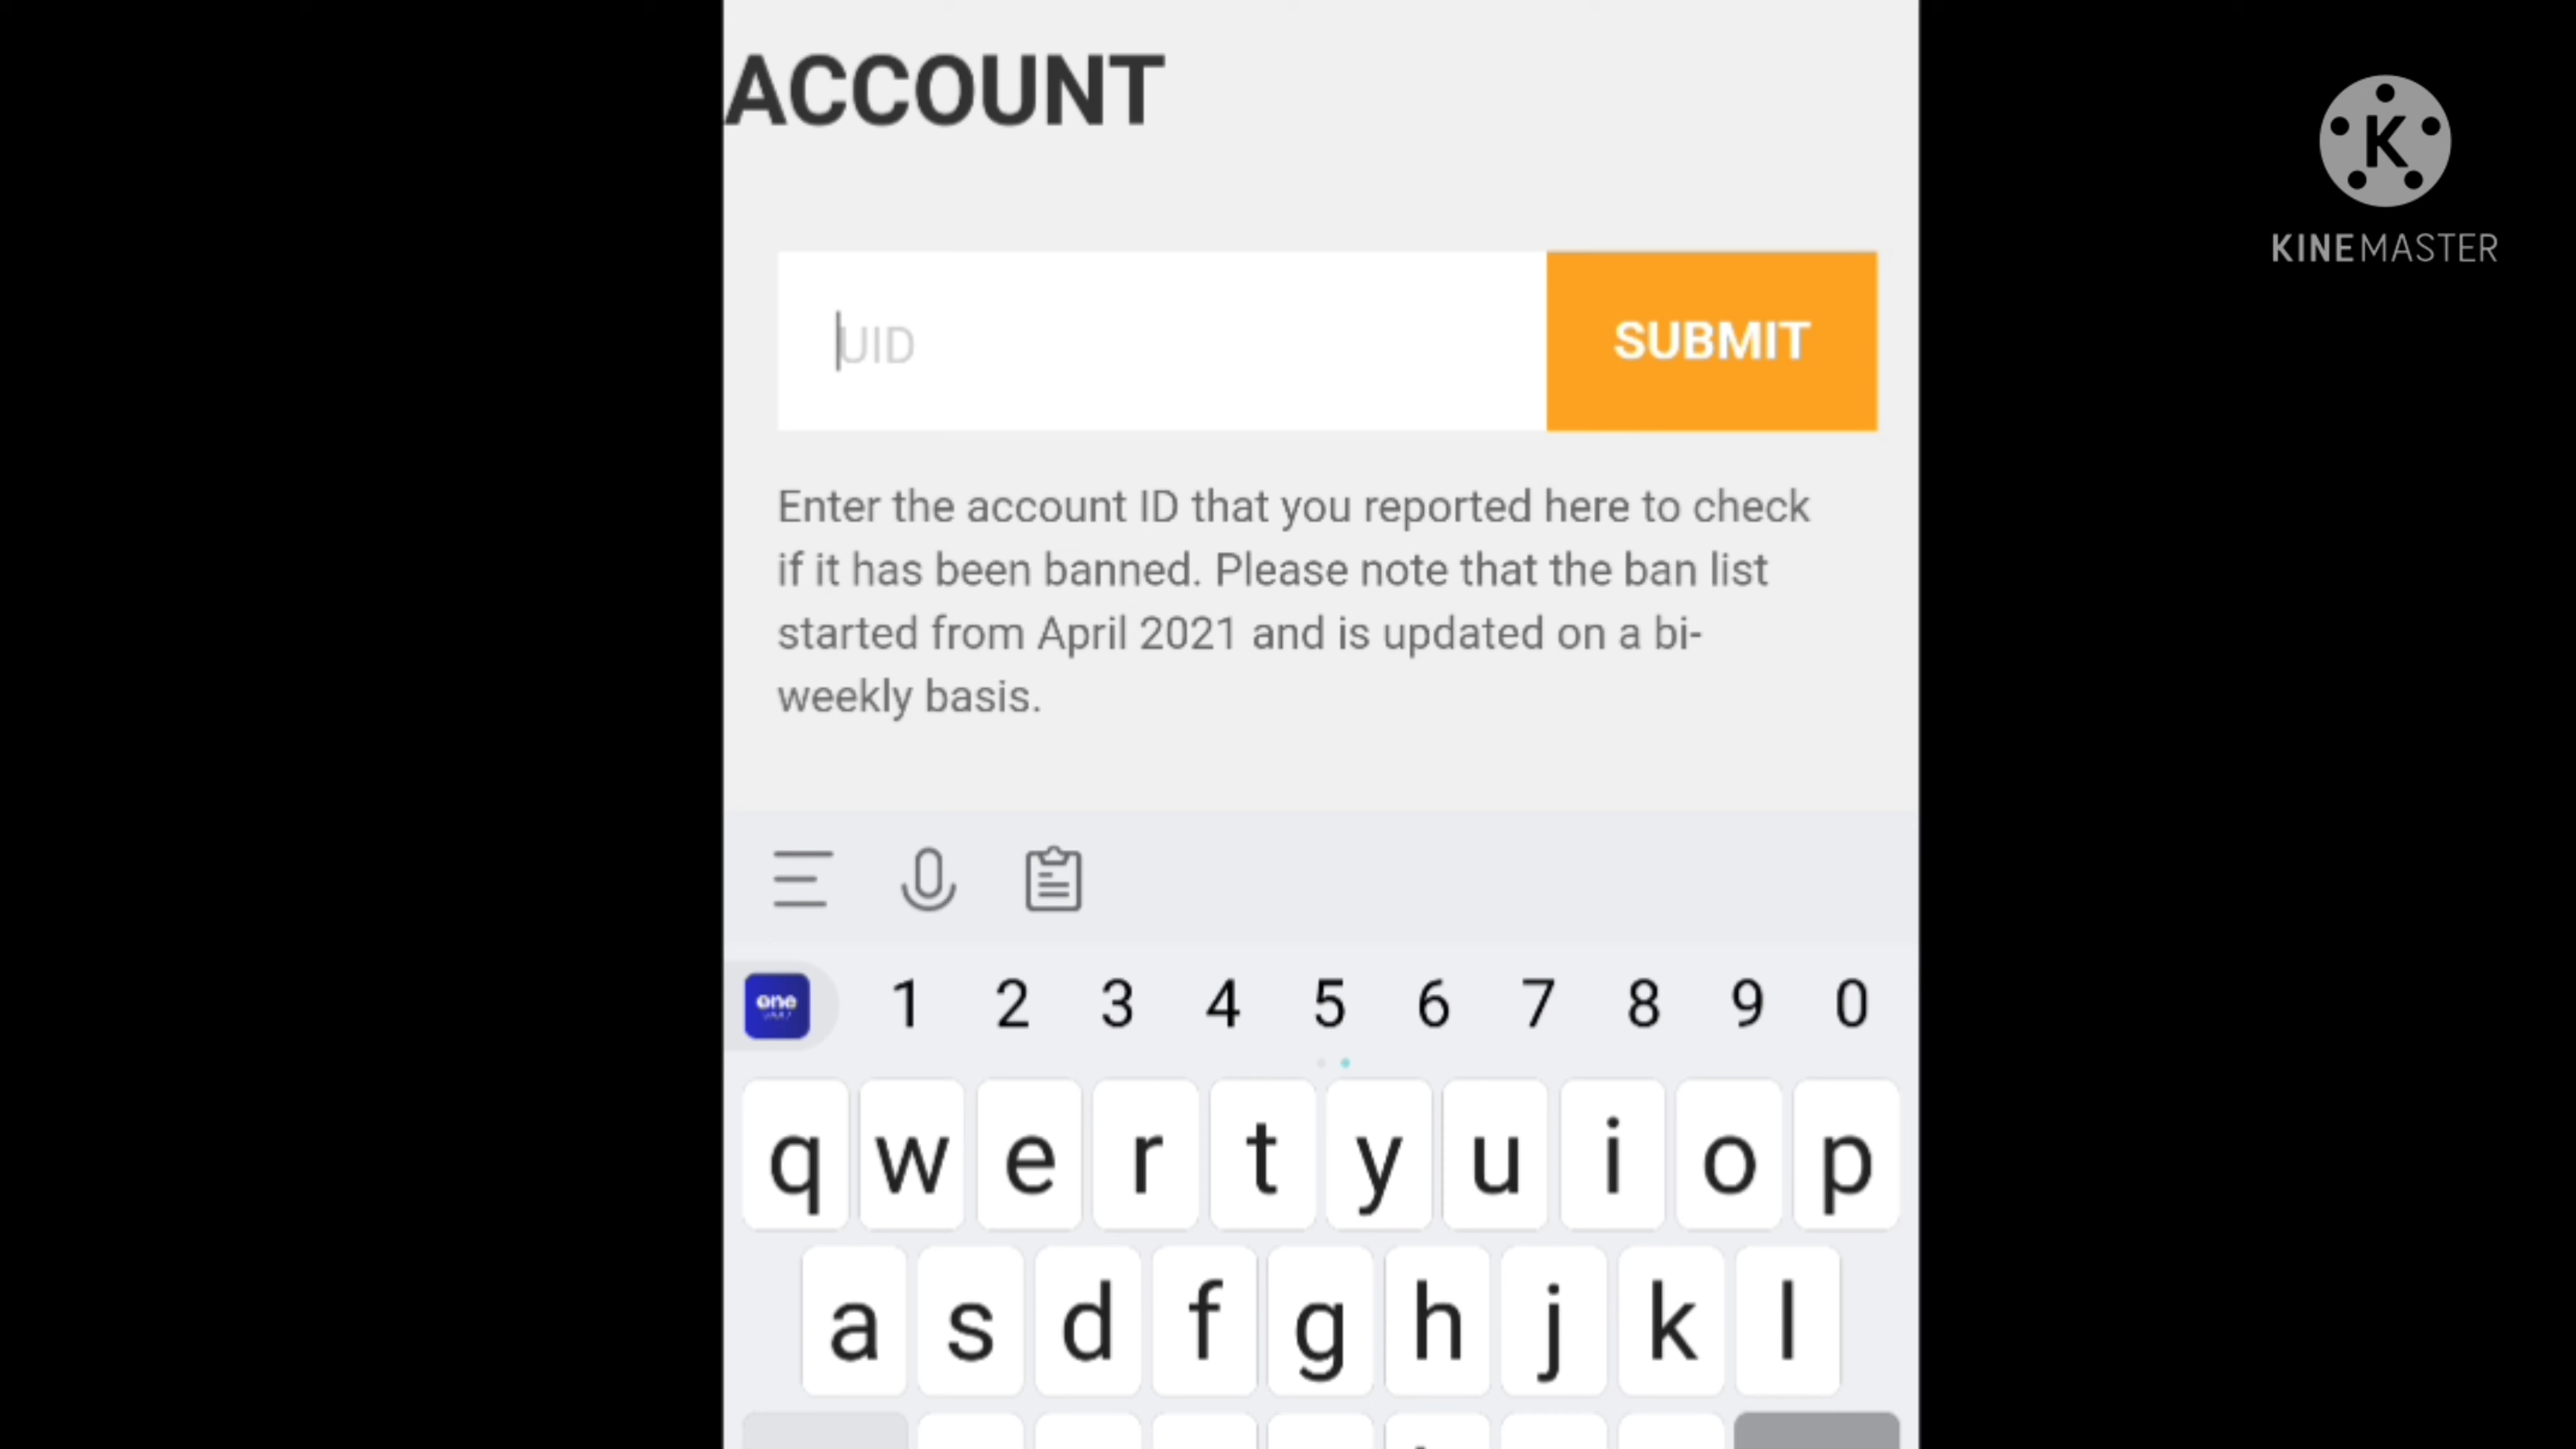 ACCOUNT
KINEMASTER
UID
SUBMIT
Enter the account ID that you reported here to check
if it has been banned. Please note that the ban list
started from April 2021 and is updated on a bi-
weekly basis.
one
1 2 3 4 5 6 7 8 9 0
q w e r t y u i o p
a s d f g h j k l